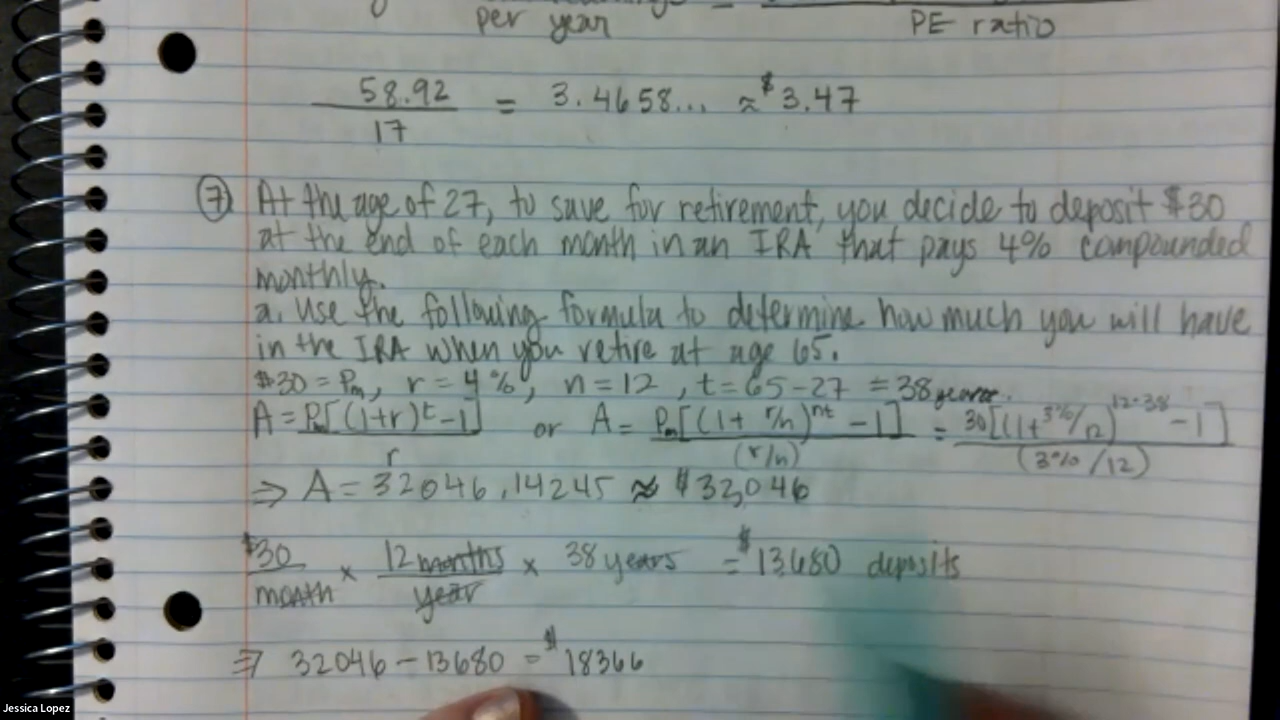 per year PE ratio
58.92 / 17 = 3.4658... ≈ $3.47
⑦ At the age of 27, to save for retirement, you decide to deposit $30
at the end of each month in an IRA that pays 4% compounded
monthly.
a. Use the following formula to determine how much you will have
in the IRA when you retire at age 65.
$30 = Pm, r = 4%, n = 12, t = 65-27 = 38 years.
A = Pm[(1+r)^t - 1] / r or A = Pm[(1 + r/n)^nt - 1] / (r/n) = 30[(1+3%/12)^12·38 - 1] / (3%/12)
⇒ A = 32046.14245 ≈ $32,046
$30 / month × 12 months / year × 38 years = $13,680 deposits
⇒ 32046 - 13680 = $18366
Jessica Lopez